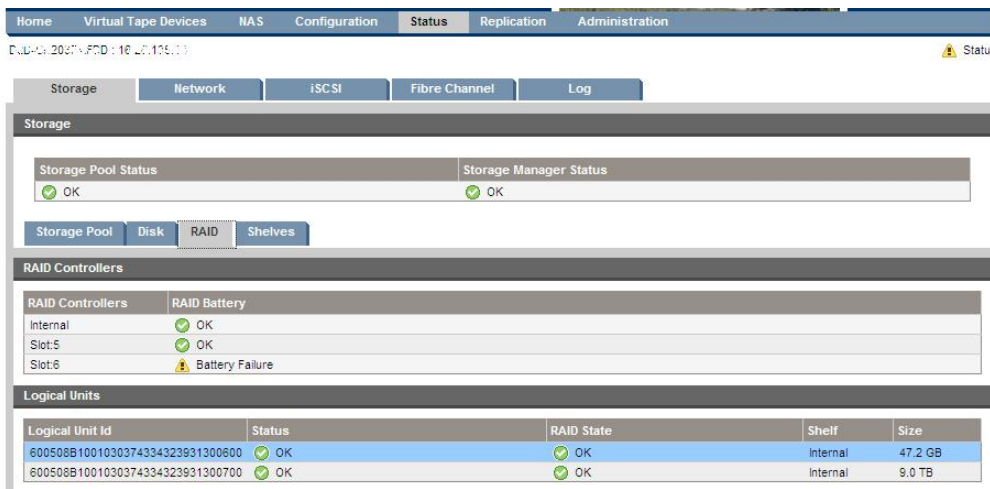 Home Virtual Tape Devices NAS Configuration Status Replication Administration
Statu
Storage Network iSCSI Fibre Channel Log
Storage
Storage Pool Status Storage Manager Status
OK OK
Storage Pool Disk RAID Shelves
RAID Controllers
RAID Controllers RAID Battery
Internal OK
Slot:5 OK
Slot:6 Battery Failure
Logical Units
Logical Unit Id Status RAID State Shelf Size
600508B1001030374334323931300600 OK OK Internal 47.2 GB
600508B1001030374334323931300700 OK OK Internal 9.0 TB